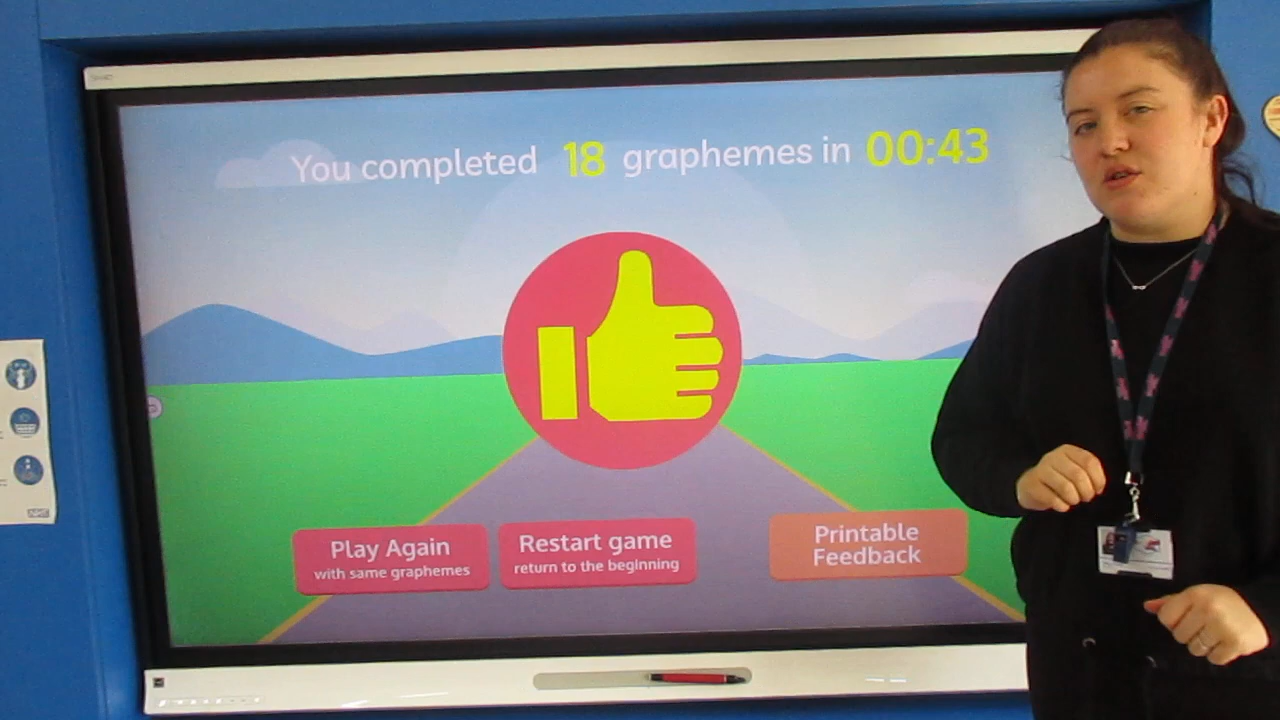 You completed 18 graphemes in 00:43
Play Again
with same graphemes
Restart game
return to the beginning
Printable
Feedback
NHS